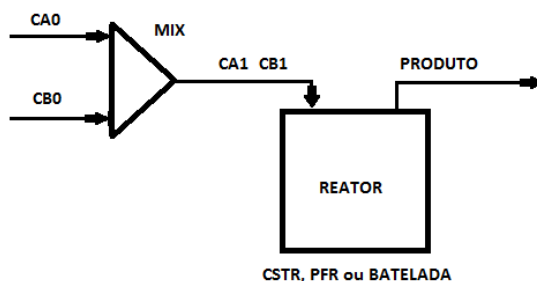 CA0
MIX
CA1 CB1
PRODUTO
CB0
REATOR
CSTR, PFR ou BATELADA